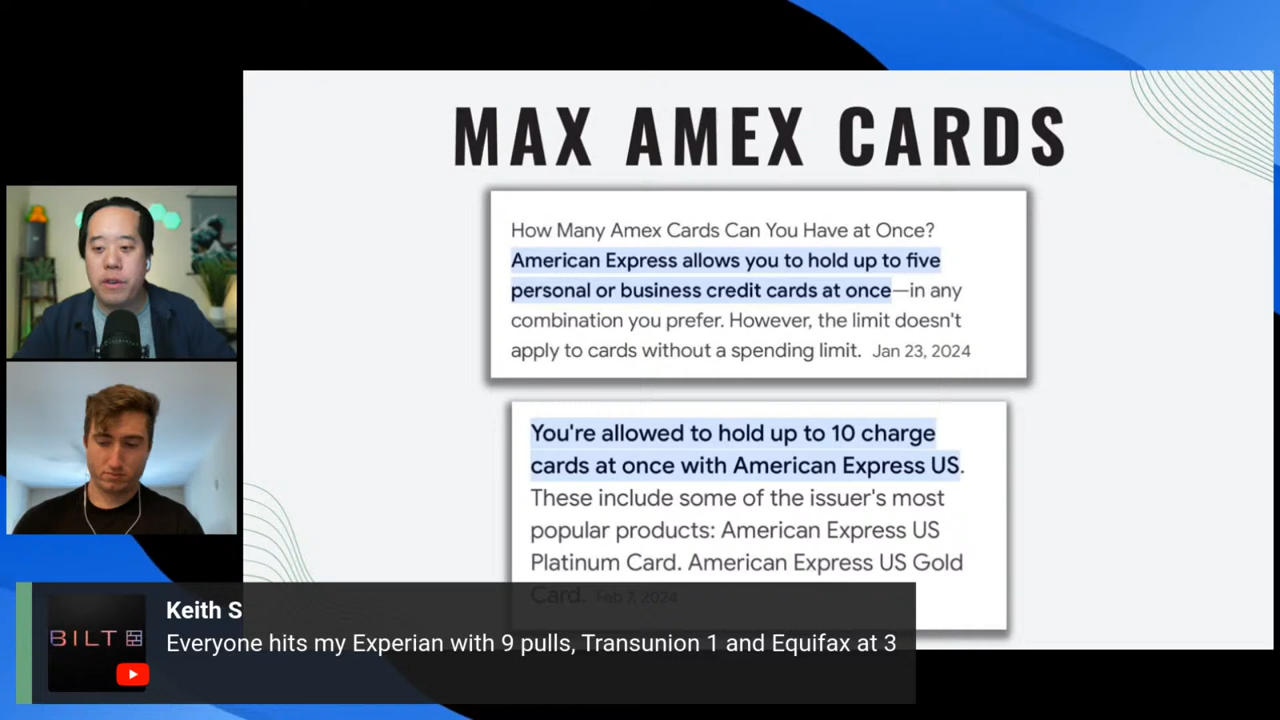 MAX AMEX CARDS
How Many Amex Cards Can You Have at Once?
American Express allows you to hold up to five
personal or business credit cards at once—in any
combination you prefer. However, the limit doesn't
apply to cards without a spending limit. Jan 23, 2024
You're allowed to hold up to 10 charge
cards at once with American Express US.
These include some of the issuer's most
popular products: American Express US
Platinum Card. American Express US Gold
Card. Feb 7, 2024
BILT
Keith S
Everyone hits my Experian with 9 pulls, Transunion 1 and Equifax at 3